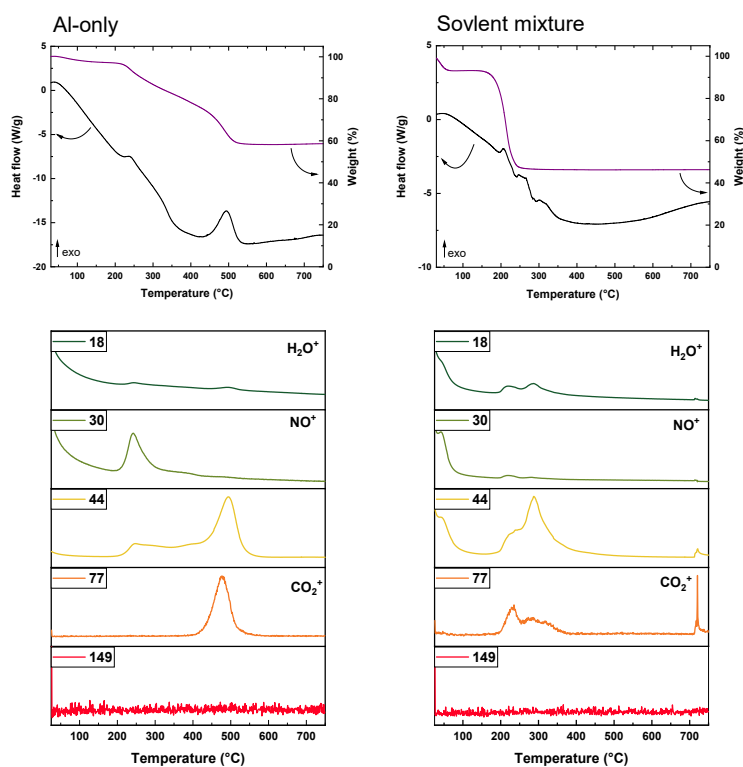 Al-only
5
0
-5
-10
-15
-20
Heat flow (W/g)
100
80
60
40
20
0
Weight (%)
exo
0 100 200 300 400 500 600 700
Temperature (°C)
Sovlent mixture
5
0
-5
-10
Heat flow (W/g)
100
80
60
40
20
0
Weight (%)
exo
100 200 300 400 500 600 700
Temperature (°C)
18
H₂O⁺
30
NO⁺
44
77
CO₂⁺
149
100 200 300 400 500 600 700
Temperature (°C)
18
H₂O⁺
30
NO⁺
44
77
CO₂⁺
149
100 200 300 400 500 600 700
Temperature (°C)